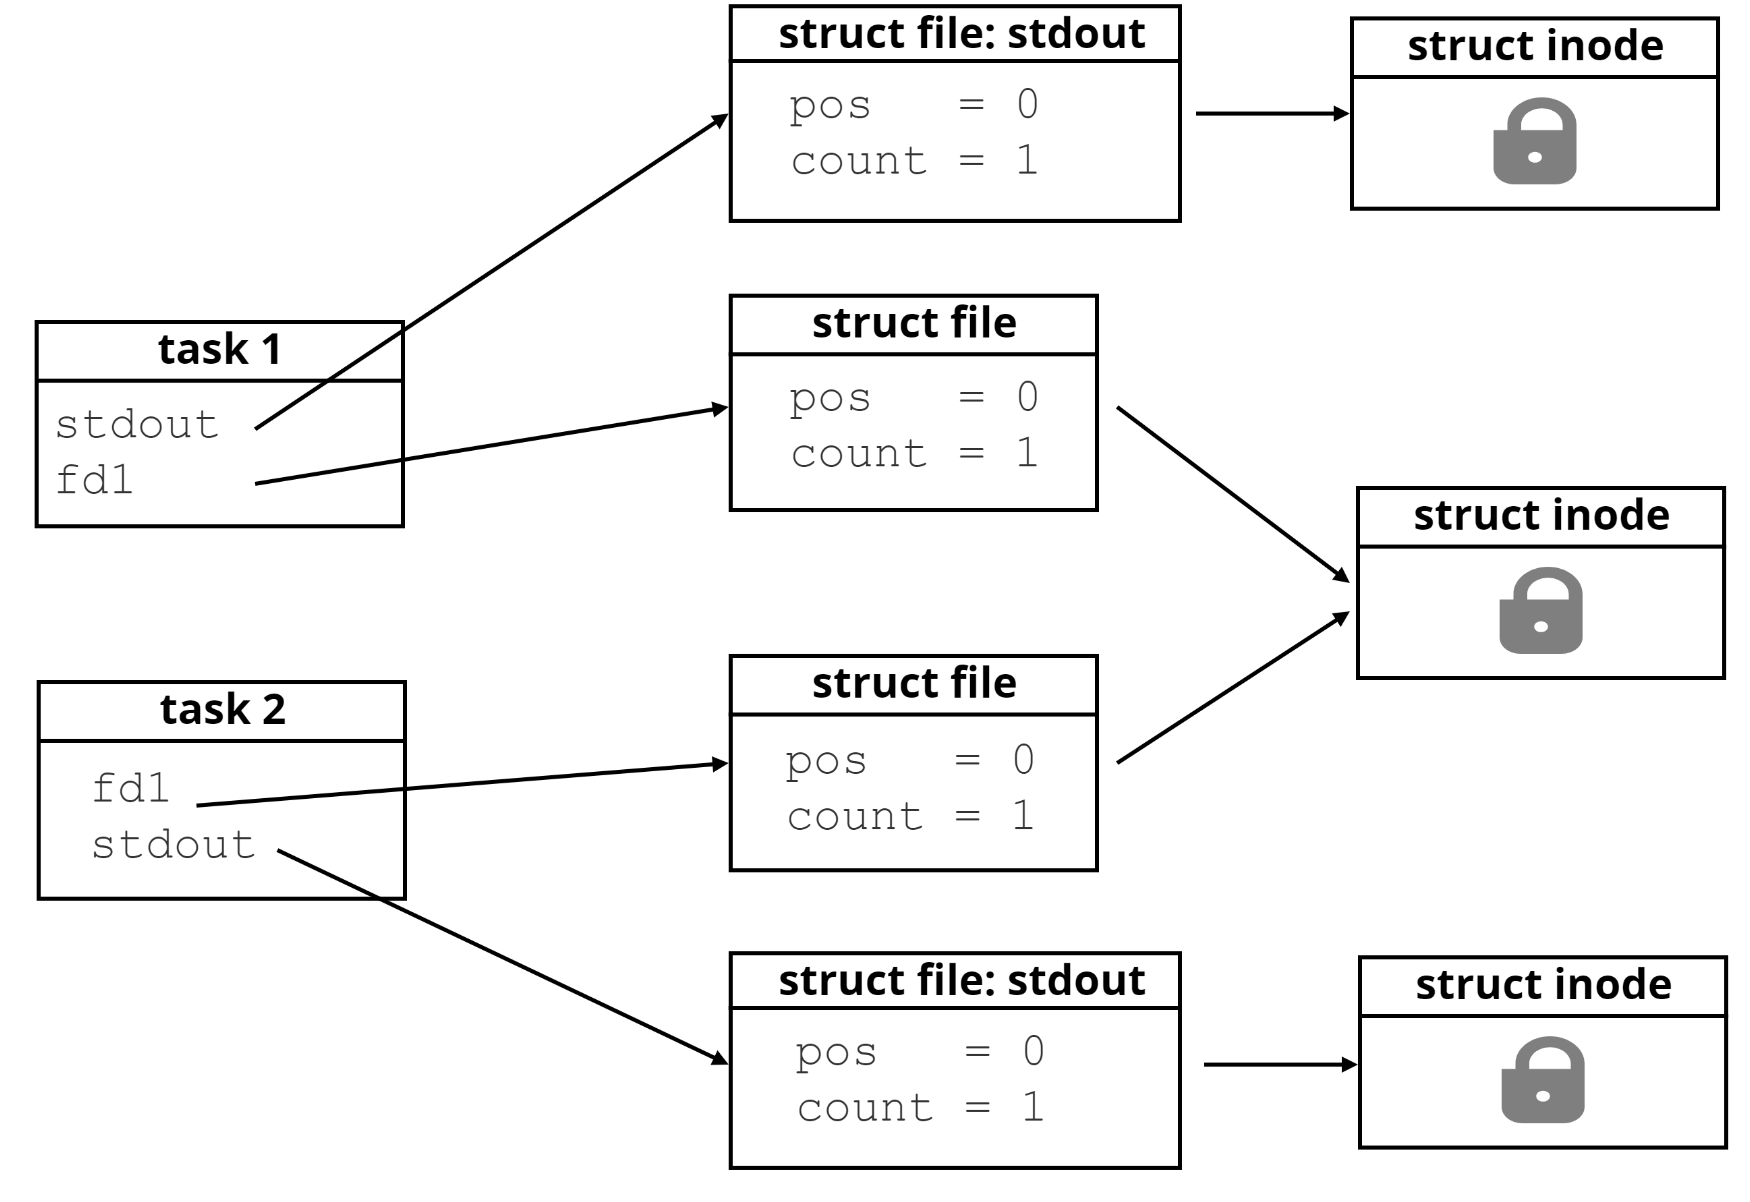 struct file: stdout
pos = 0
count = 1
struct inode
task 1
stdout
fd1
struct file
pos = 0
count = 1
struct inode
task 2
fd1
stdout
struct file
pos = 0
count = 1
struct file: stdout
pos = 0
count = 1
struct inode